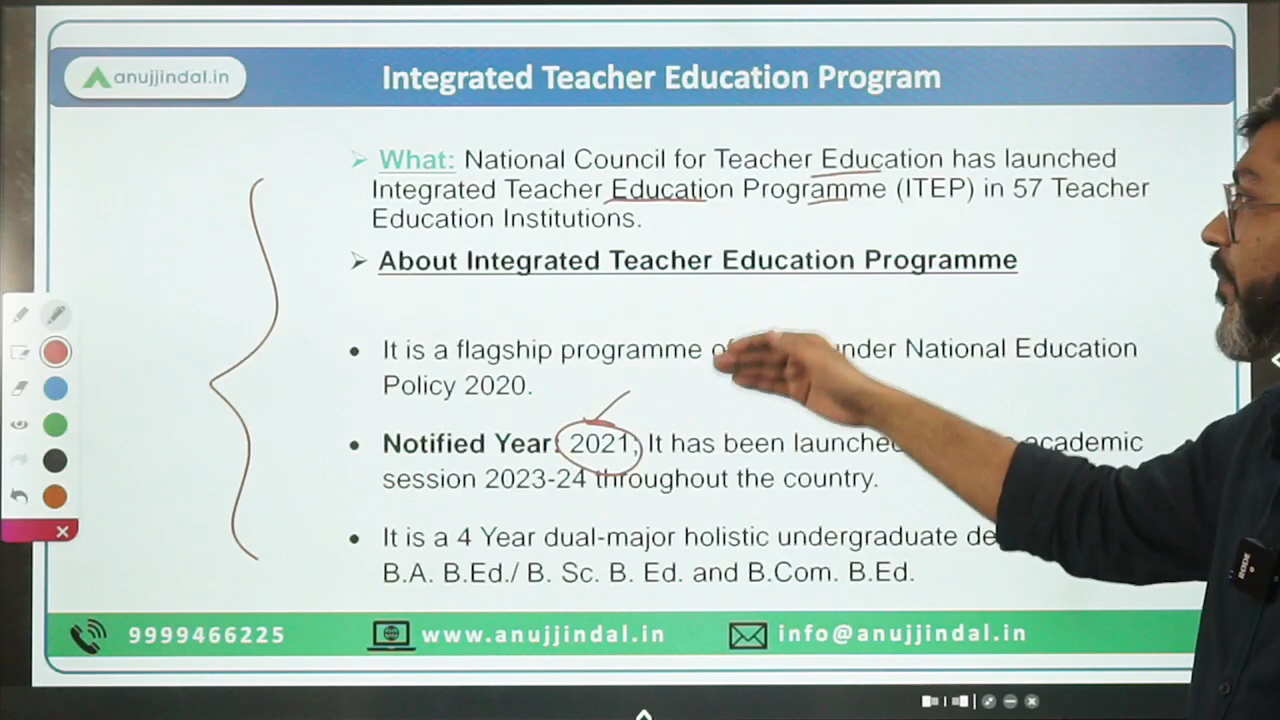 anujjindal.in
Integrated Teacher Education Program
What: National Council for Teacher Education has launched
Integrated Teacher Education Programme (ITEP) in 57 Teacher
Education Institutions.
About Integrated Teacher Education Programme
It is a flagship programme under National Education
Policy 2020.
Notified Year: 2021; It has been launched academic
session 2023-24 throughout the country.
It is a 4 Year dual-major holistic undergraduate
B.A. B.Ed./ B. Sc. B. Ed. and B.Com. B.Ed.
9999466225 www.anujjindal.in info@anujjindal.in
RODE